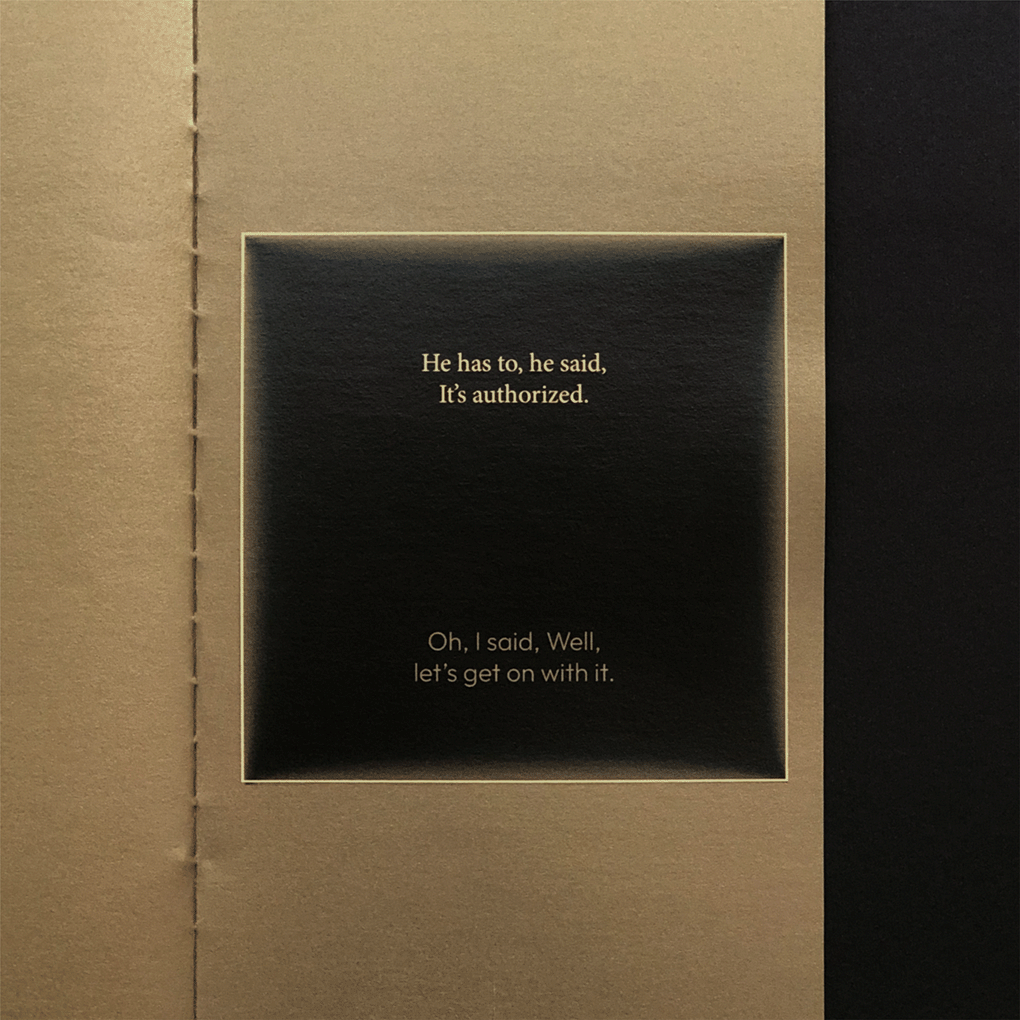 He has to, he said,
It's authorized.
Oh, I said, Well,
let's get on with it.